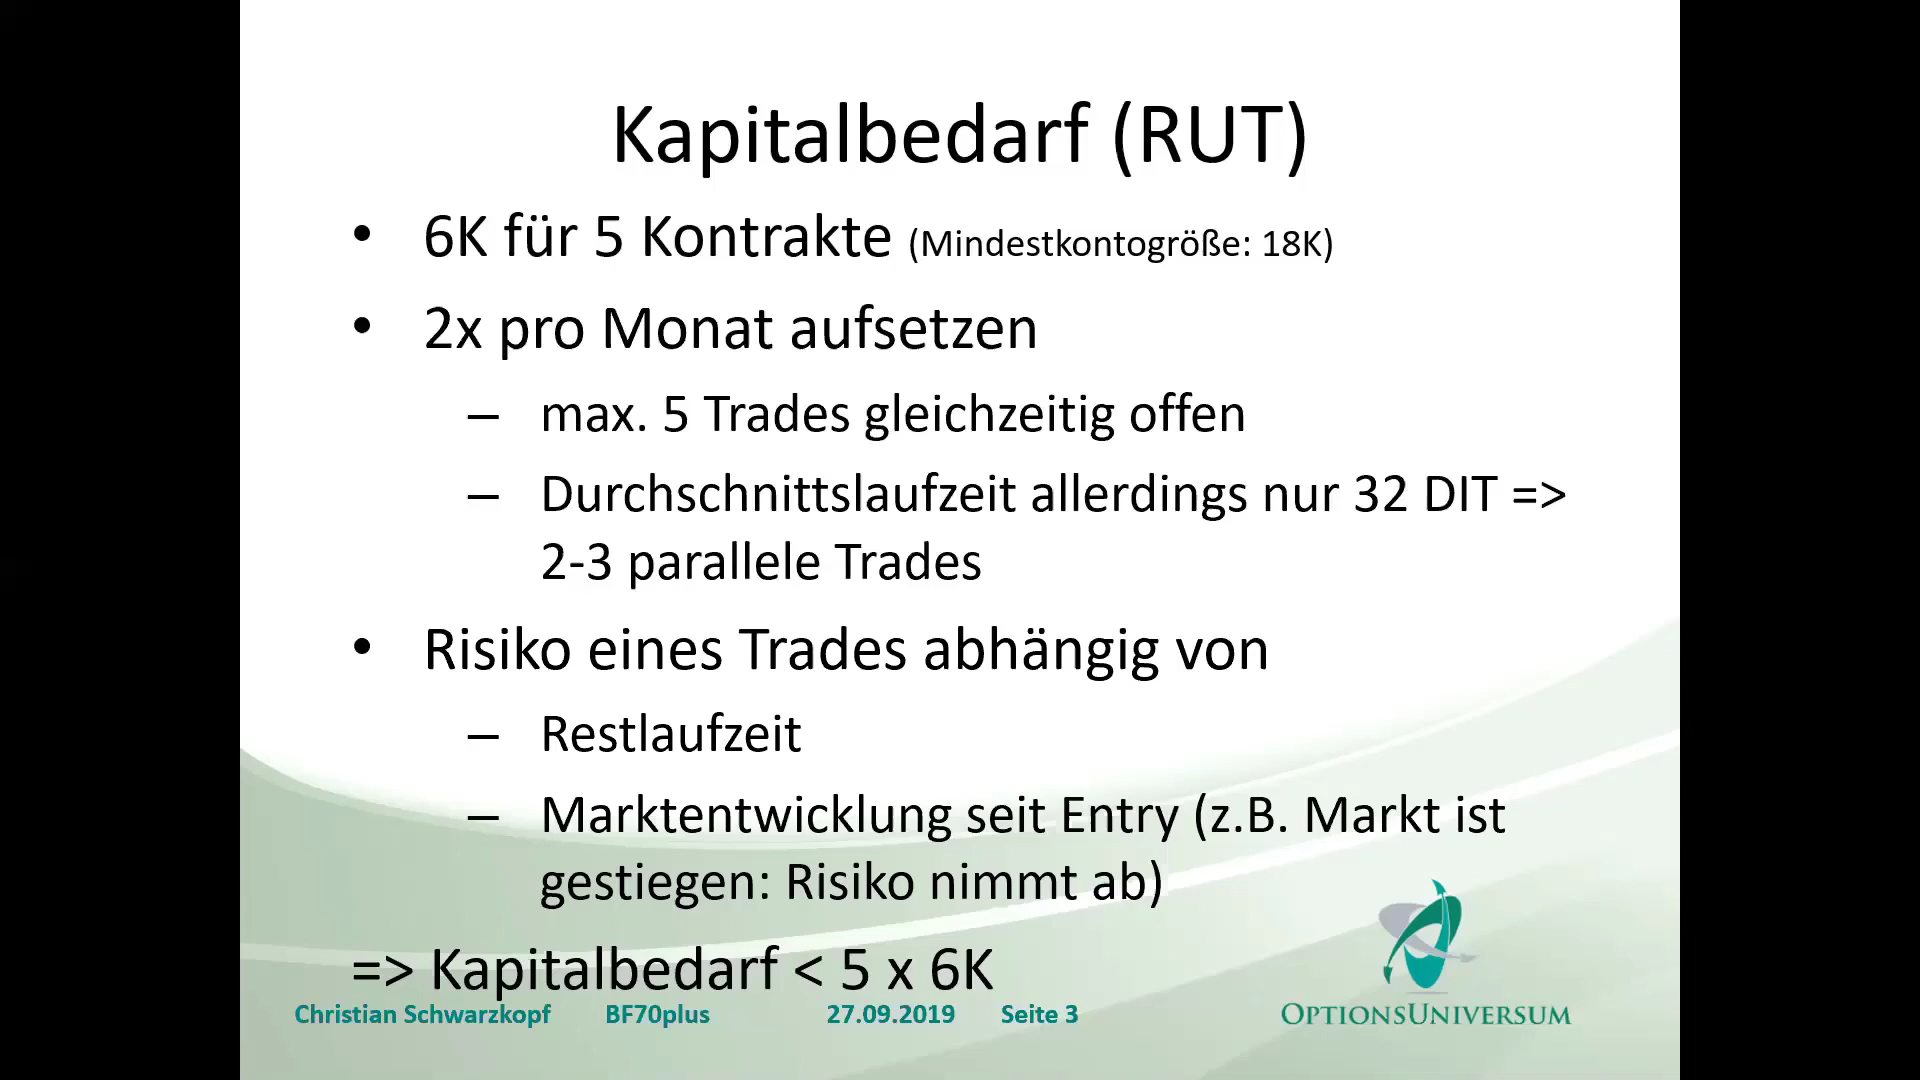 Kapitalbedarf (RUT)
• 6K für 5 Kontrakte (Mindestkontogröße: 18K)
• 2x pro Monat aufsetzen
– max. 5 Trades gleichzeitig offen
– Durchschnittslaufzeit allerdings nur 32 DIT =>
2-3 parallele Trades
• Risiko eines Trades abhängig von
– Restlaufzeit
– Marktentwicklung seit Entry (z.B. Markt ist
gestiegen: Risiko nimmt ab)
=> Kapitalbedarf < 5 x 6K
Christian Schwarzkopf BF70plus 27.09.2019 Seite 3
OPTIONSUNIVERSUM